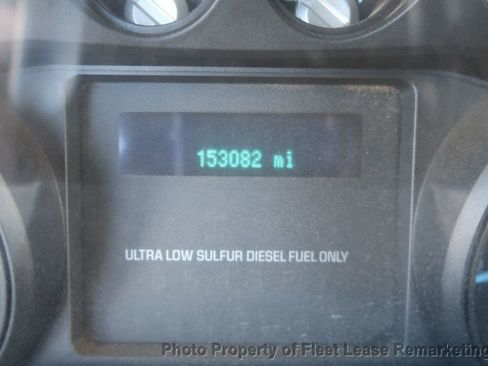 153082 mi
ULTRA LOW SULFUR DIESEL FUEL ONLY
Photo Property of Fleet Lease Remarketing